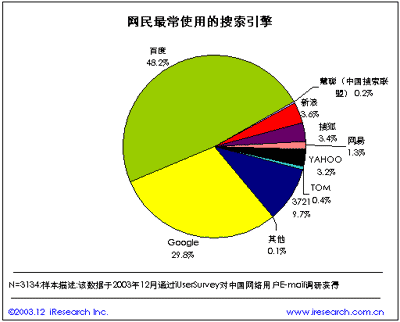 网民最常使用的搜索引擎
百度
48.2%
慧聪（中国搜索联
盟） 0.2%
新浪
3.6%
搜狐
3.4%
网易
1.3%
YAHOO
3.2%
TOM
0.4%
3721
9.7%
其他
0.1%
Google
29.8%
N=3134;样本描述:该数据于2003年12月通过iUserSurvey对中国网络用户E-mail调研获得
©2003.12 iResearch Inc.
www.iresearch.com.cn